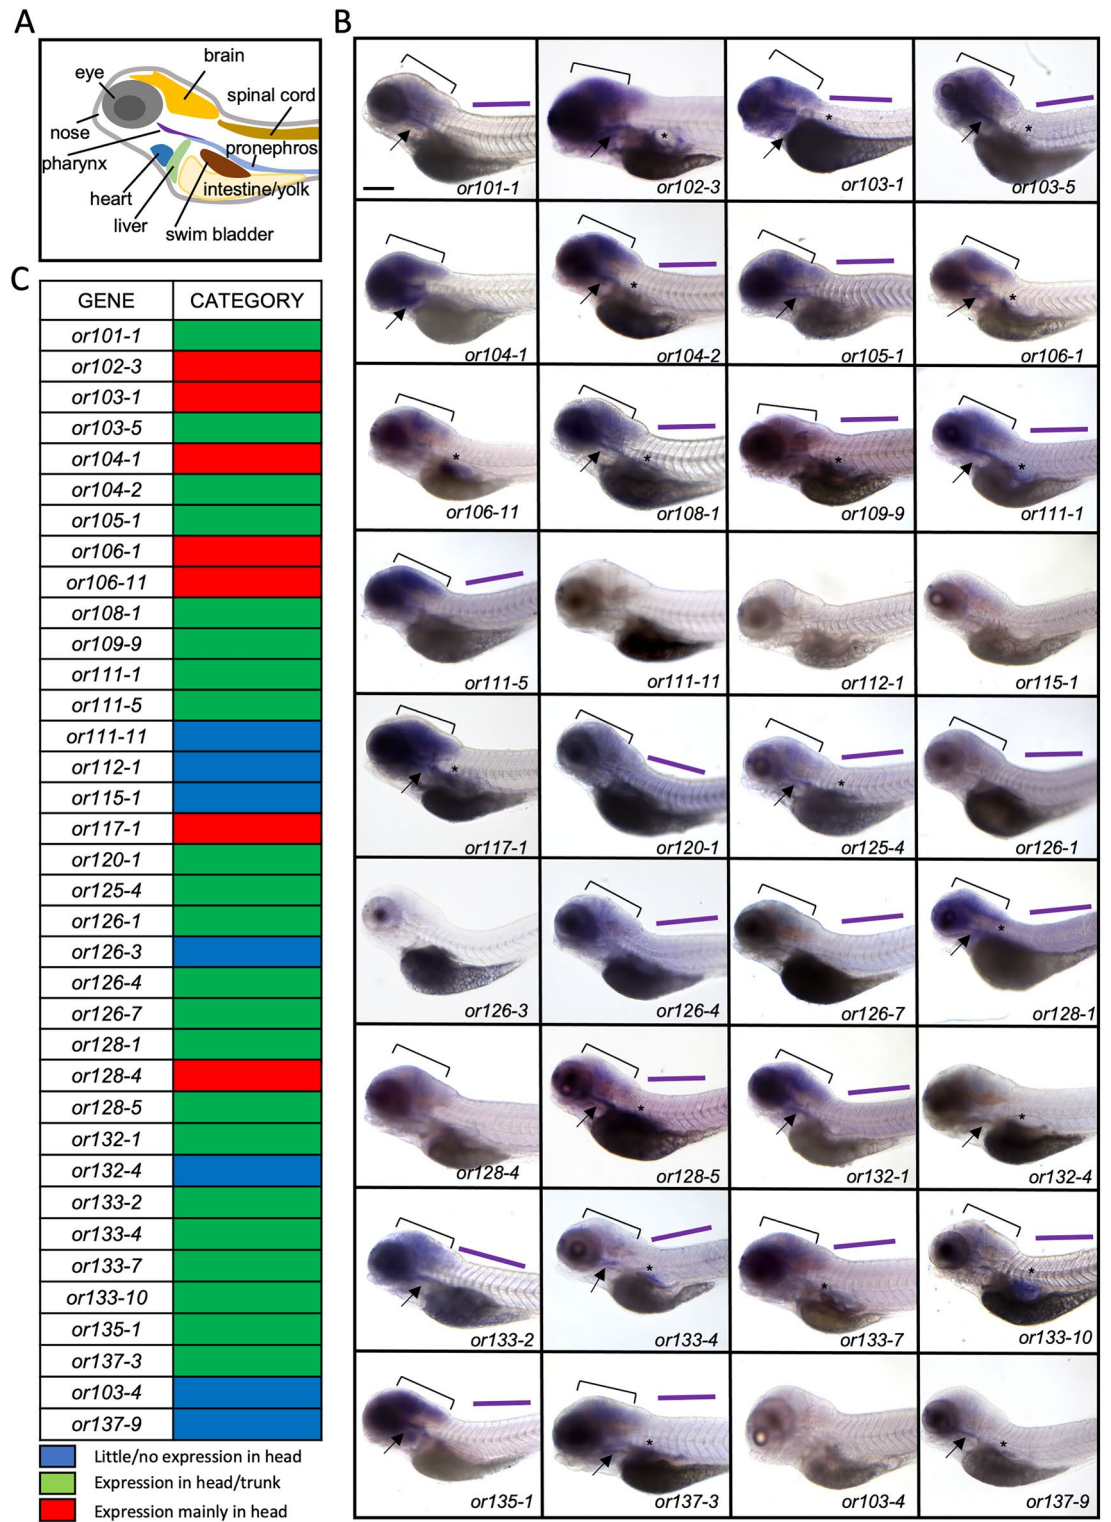 A
brain
eye
spinal cord
nose
pronephros
pharynx
heart
intestine/yolk
liver
swim bladder
B
or101-1
or102-3
or103-1
or103-5
or104-1
or104-2
or105-1
or106-1
or106-11
or108-1
or109-9
or111-1
or111-5
or111-11
or112-1
or115-1
or117-1
or120-1
or125-4
or126-1
or126-3
or126-4
or126-7
or128-1
or128-4
or128-5
or132-1
or132-4
or133-2
or133-4
or133-7
or133-10
or135-1
or137-3
or103-4
or137-9
C
GENE CATEGORY
or101-1
or102-3
or103-1
or103-5
or104-1
or104-2
or105-1
or106-1
or106-11
or108-1
or109-9
or111-1
or111-5
or111-11
or112-1
or115-1
or117-1
or120-1
or125-4
or126-1
or126-3
or126-4
or126-7
or128-1
or128-4
or128-5
or132-1
or132-4
or133-2
or133-4
or133-7
or133-10
or135-1
or137-3
or103-4
or137-9
Little/no expression in head
Expression in head/trunk
Expression mainly in head